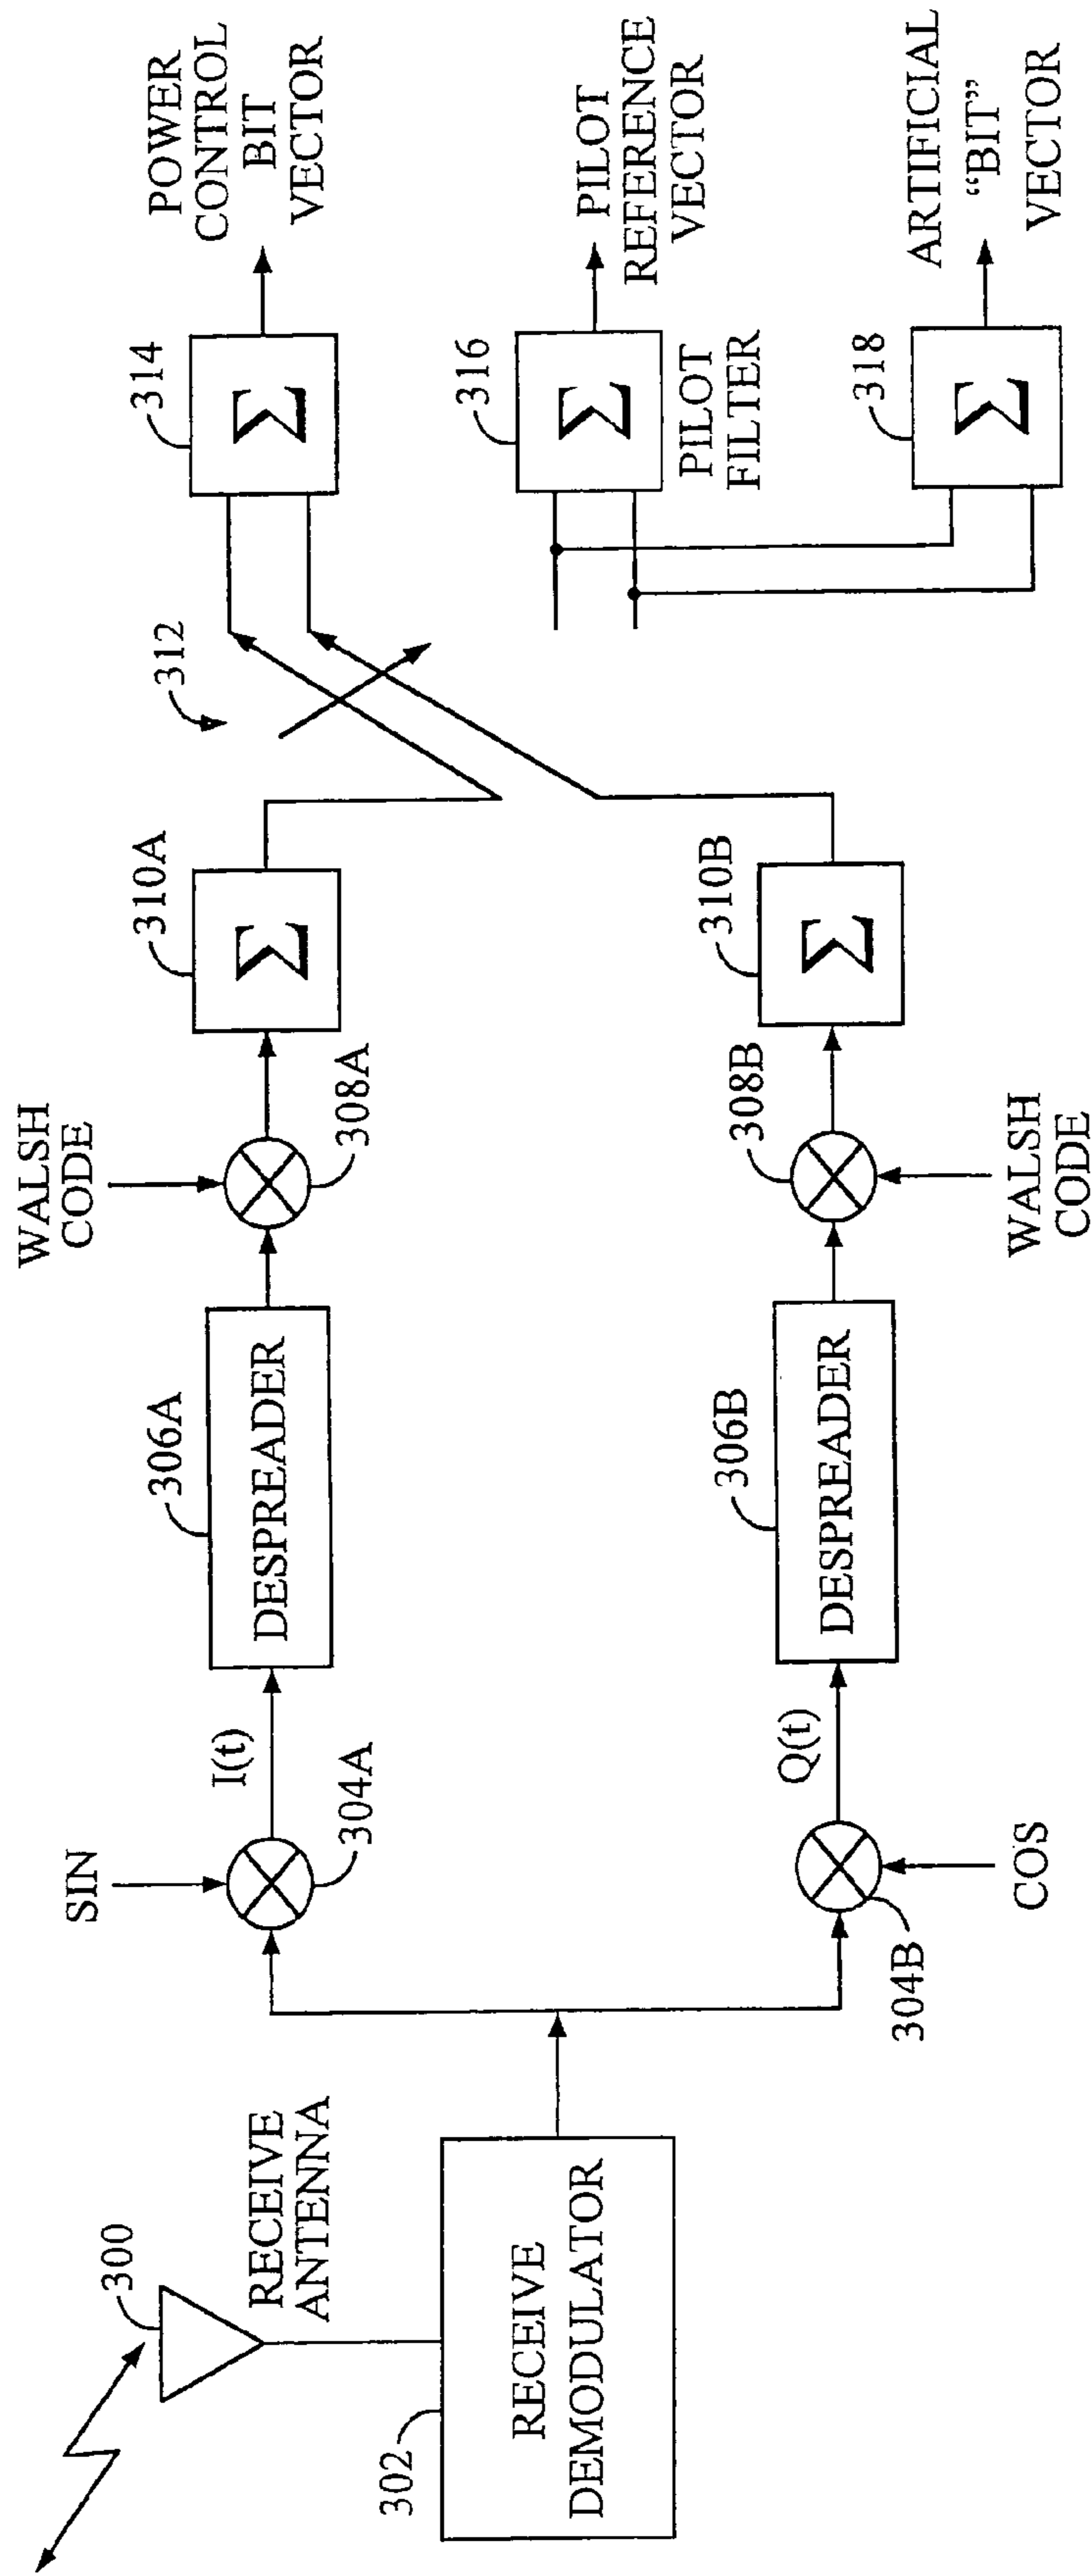 300
RECEIVE
ANTENNA
302
RECEIVE
DEMODULATOR
SIN
304A
I(t)
306A
DESPREADER
WALSH
CODE
308A
310A
Σ
312
314
Σ
POWER
CONTROL
BIT
VECTOR
316
Σ
PILOT
FILTER
PILOT
REFERENCE
VECTOR
318
Σ
ARTIFICIAL
“BIT”
VECTOR
304B
COS
Q(t)
306B
DESPREADER
308B
WALSH
CODE
310B
Σ